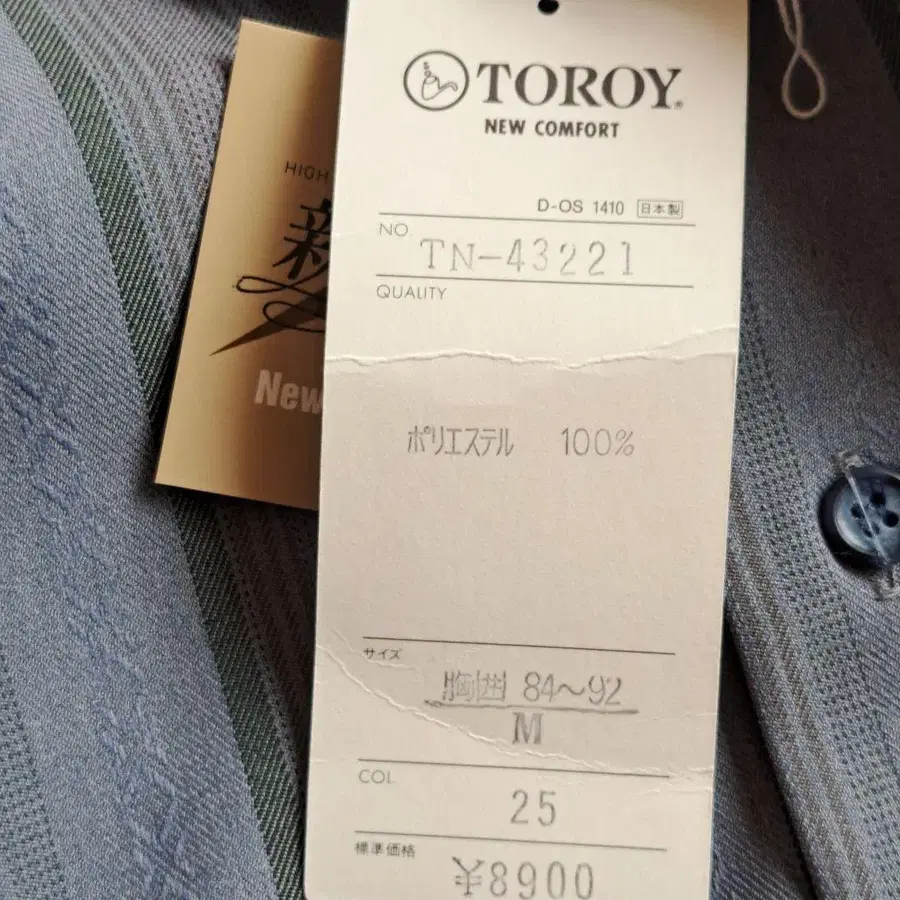 TOROY®
NEW COMFORT
D-OS 1410 日本製
NO.
TN-43221
QUALITY
ポリエステル 100%
サイズ
胸囲 84~92
M
COL
25
標準価格
¥8900
HIGH
新
New